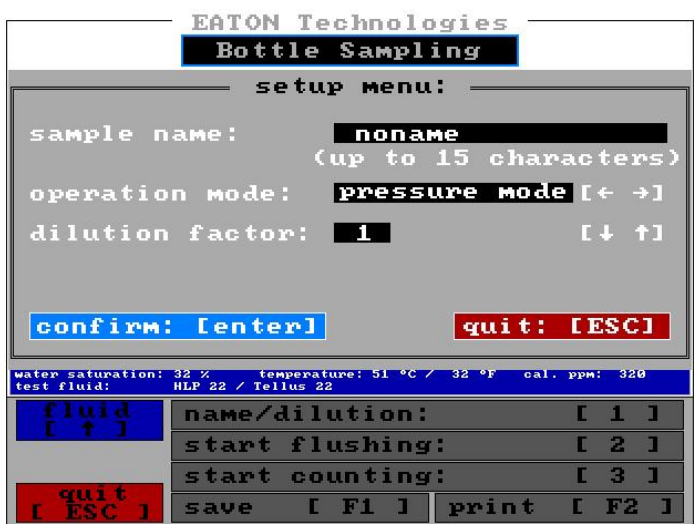 EATON Technologies
Bottle Sampling
setup menu:
sample name: noname
(up to 15 characters)
operation mode: pressure mode [← →]
dilution factor: 1 [↓ ↑]
confirm: [enter] quit: [ESC]
water saturation: 32 % temperature: 51 °C / 32 °F cal. ppm: 320
test fluid: HLP 22 / Tellus 22
fluid
[ ↑ ]
name/dilution: [ 1 ]
start flushing: [ 2 ]
start counting: [ 3 ]
quit
[ ESC ]
save [ F1 ] print [ F2 ]